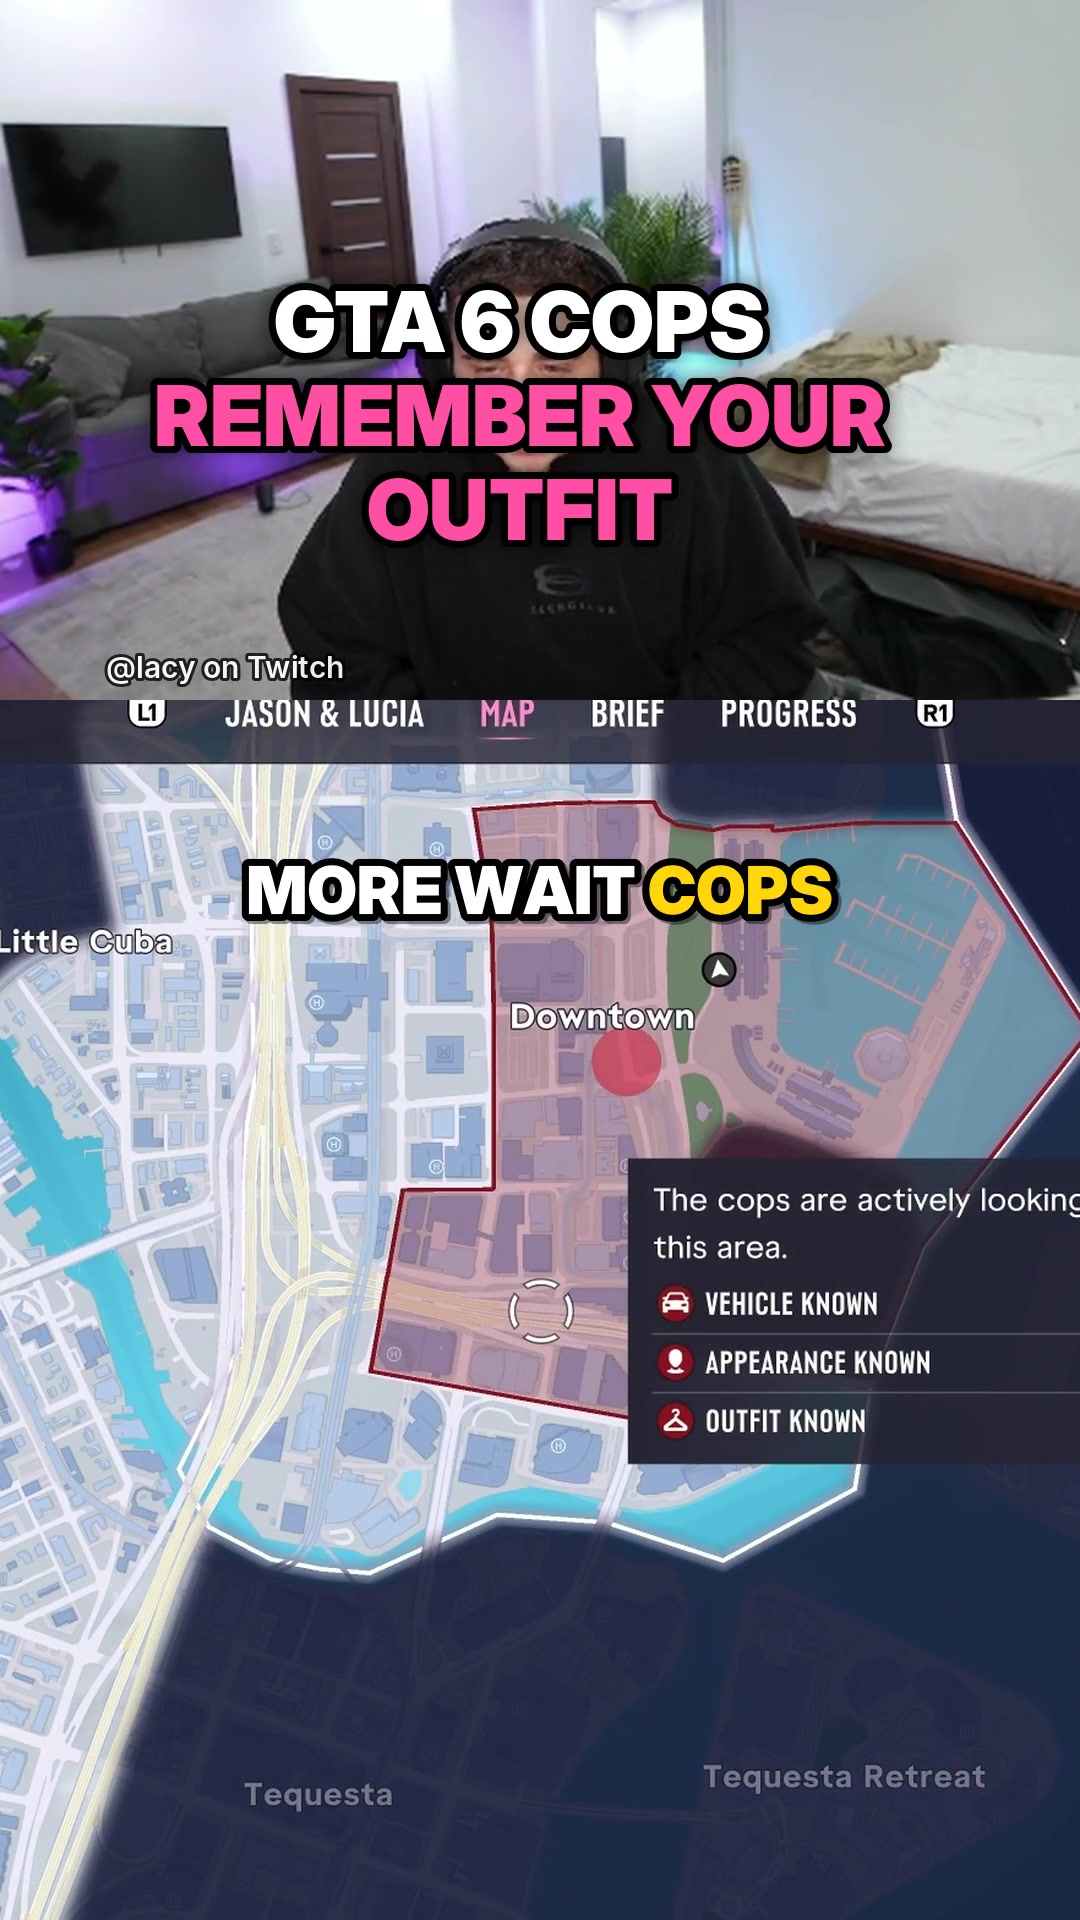 GTA 6 COPS
REMEMBER YOUR
OUTFIT
@lacy on Twitch
L1 JASON & LUCIA MAP BRIEF PROGRESS R1
MORE WAIT COPS
Little Cuba
Downtown
The cops are actively looking
this area.
VEHICLE KNOWN
APPEARANCE KNOWN
OUTFIT KNOWN
Tequesta Retreat
Tequesta